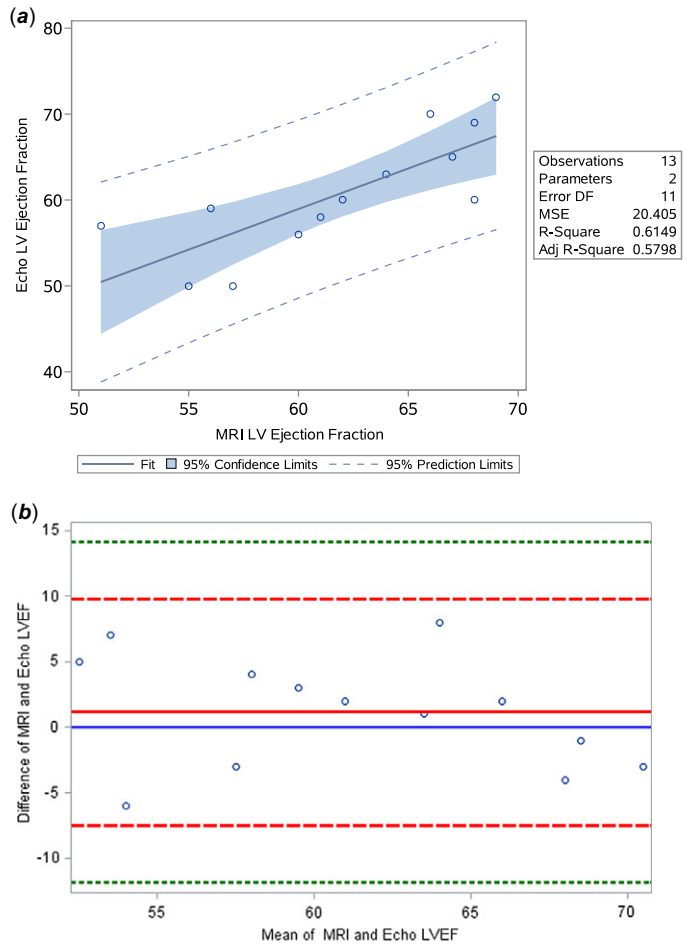 (a)
80
70
60
50
40
Echo LV Ejection Fraction
50 55 60 65 70
MRI LV Ejection Fraction
Observations 13
Parameters 2
Error DF 11
MSE 20.405
R-Square 0.6149
Adj R-Square 0.5798
Fit 95% Confidence Limits 95% Prediction Limits
(b)
15
10
5
0
-5
-10
Difference of MRI and Echo LVEF
55 60 65 70
Mean of MRI and Echo LVEF